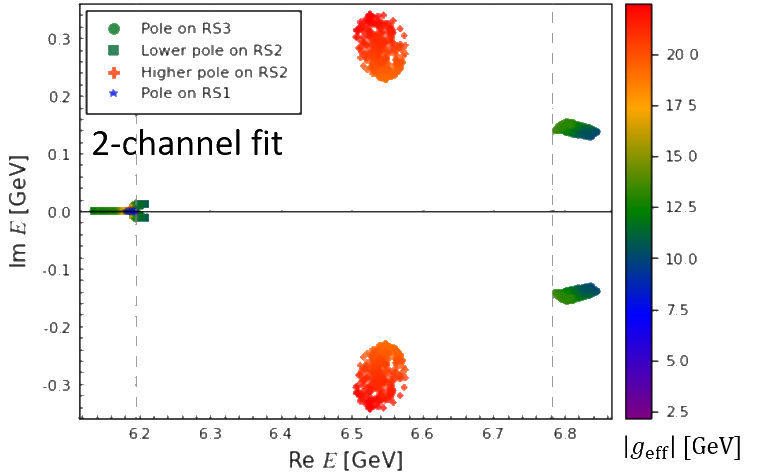 Pole on RS3
Lower pole on RS2
Higher pole on RS2
Pole on RS1
2-channel fit
0.3
0.2
0.1
0.0
-0.1
-0.2
-0.3
Im E [GeV]
6.2
6.3
6.4
6.5
6.6
6.7
6.8
Re E [GeV]
20.0
17.5
15.0
12.5
10.0
7.5
5.0
2.5
|g_eff| [GeV]